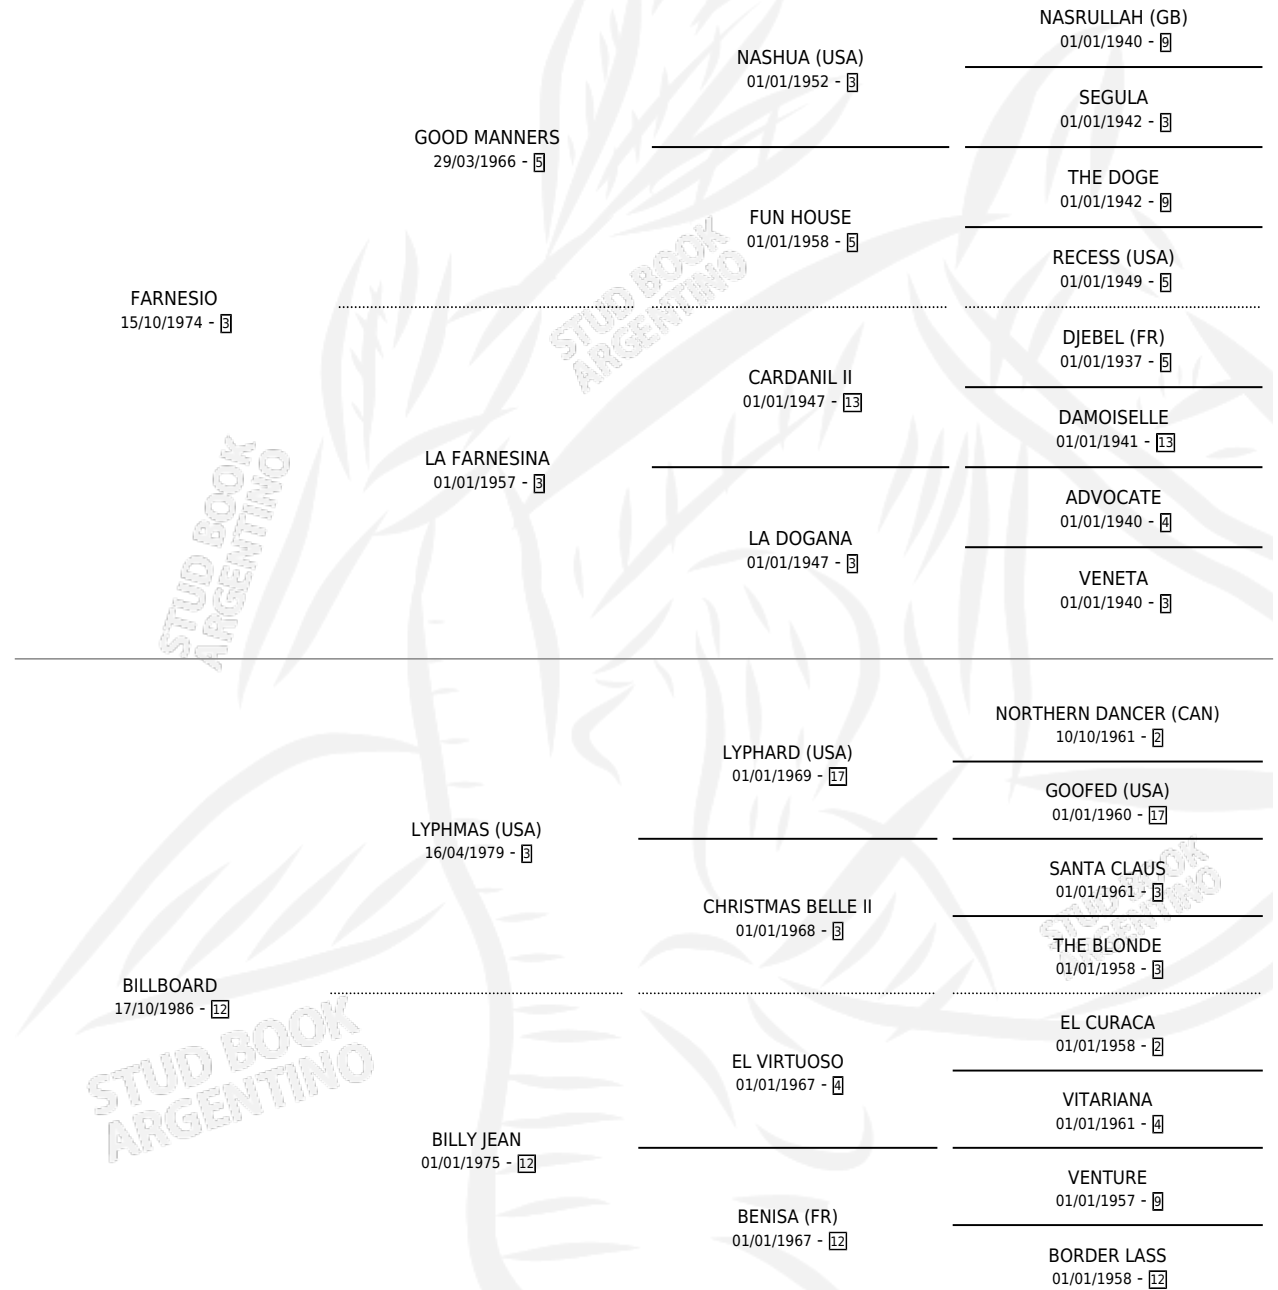 NASRULLAH (GB)
01/01/1940 - 9
NASHUA (USA)
01/01/1952 - 3
SEGULA
01/01/1942 - 3
GOOD MANNERS
29/03/1966 - 5
THE DOGE
01/01/1942 - 9
FUN HOUSE
01/01/1958 - 5
RECESS (USA)
01/01/1949 - 5
FARNESIO
15/10/1974 - 3
DJEBEL (FR)
01/01/1937 - 5
CARDANIL II
01/01/1947 - 13
DAMOISELLE
01/01/1941 - 13
LA FARNESINA
01/01/1957 - 3
ADVOCATE
01/01/1940 - 4
LA DOGANA
01/01/1947 - 3
VENETA
01/01/1940 - 3
NORTHERN DANCER (CAN)
10/10/1961 - 2
LYPHARD (USA)
01/01/1969 - 17
GOOFED (USA)
01/01/1960 - 17
LYPHMAS (USA)
16/04/1979 - 3
SANTA CLAUS
01/01/1961 - 3
CHRISTMAS BELLE II
01/01/1968 - 3
THE BLONDE
01/01/1958 - 3
BILLBOARD
17/10/1986 - 12
EL CURACA
01/01/1958 - 2
EL VIRTUOSO
01/01/1967 - 4
VITARIANA
01/01/1961 - 4
BILLY JEAN
01/01/1975 - 12
VENTURE
01/01/1957 - 9
BENISA (FR)
01/01/1967 - 12
BORDER LASS
01/01/1958 - 12
STUD BOOK
ARGENTINO
STUD BOOK
ARGENTINO
STUD BOOK
ARGENTINO
STUD BOOK
ARGENTINO